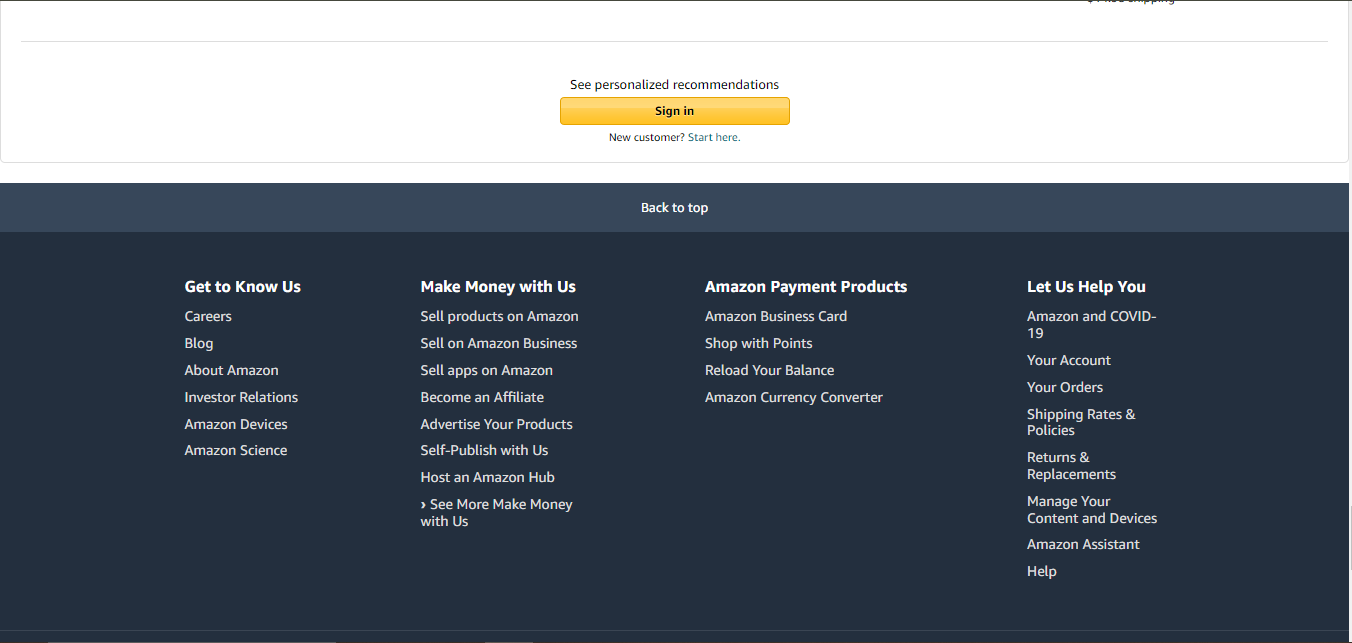 See personalized recommendations
Sign in
New customer? Start here.
Back to top
Get to Know Us
Careers
Blog
About Amazon
Investor Relations
Amazon Devices
Amazon Science
Make Money with Us
Sell products on Amazon
Sell on Amazon Business
Sell apps on Amazon
Become an Affiliate
Advertise Your Products
Self-Publish with Us
Host an Amazon Hub
› See More Make Money
with Us
Amazon Payment Products
Amazon Business Card
Shop with Points
Reload Your Balance
Amazon Currency Converter
Let Us Help You
Amazon and COVID-
19
Your Account
Your Orders
Shipping Rates &
Policies
Returns &
Replacements
Manage Your
Content and Devices
Amazon Assistant
Help